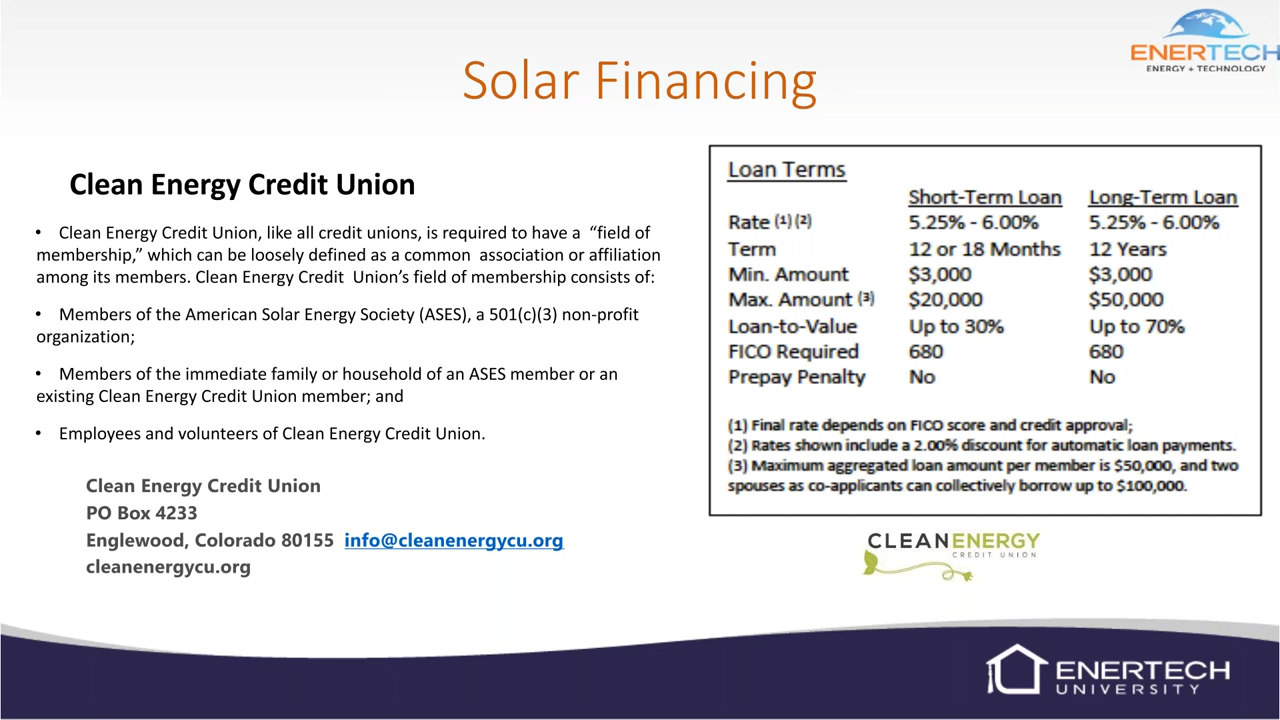 ENERTECH
ENERGY + TECHNOLOGY
Solar Financing
Clean Energy Credit Union
• Clean Energy Credit Union, like all credit unions, is required to have a “field of
membership,” which can be loosely defined as a common association or affiliation
among its members. Clean Energy Credit Union’s field of membership consists of:
• Members of the American Solar Energy Society (ASES), a 501(c)(3) non-profit
organization;
• Members of the immediate family or household of an ASES member or an
existing Clean Energy Credit Union member; and
• Employees and volunteers of Clean Energy Credit Union.
Clean Energy Credit Union
PO Box 4233
Englewood, Colorado 80155 info@cleanenergycu.org
cleanenergycu.org
Loan Terms
Short-Term Loan Long-Term Loan
Rate (1) (2) 5.25% - 6.00% 5.25% - 6.00%
Term 12 or 18 Months 12 Years
Min. Amount $3,000 $3,000
Max. Amount (3) $20,000 $50,000
Loan-to-Value Up to 30% Up to 70%
FICO Required 680 680
Prepay Penalty No No
(1) Final rate depends on FICO score and credit approval;
(2) Rates shown include a 2.00% discount for automatic loan payments.
(3) Maximum aggregated loan amount per member is $50,000, and two
spouses as co-applicants can collectively borrow up to $100,000.
CLEANENERGY
CREDIT UNION
ENERTECH
UNIVERSITY